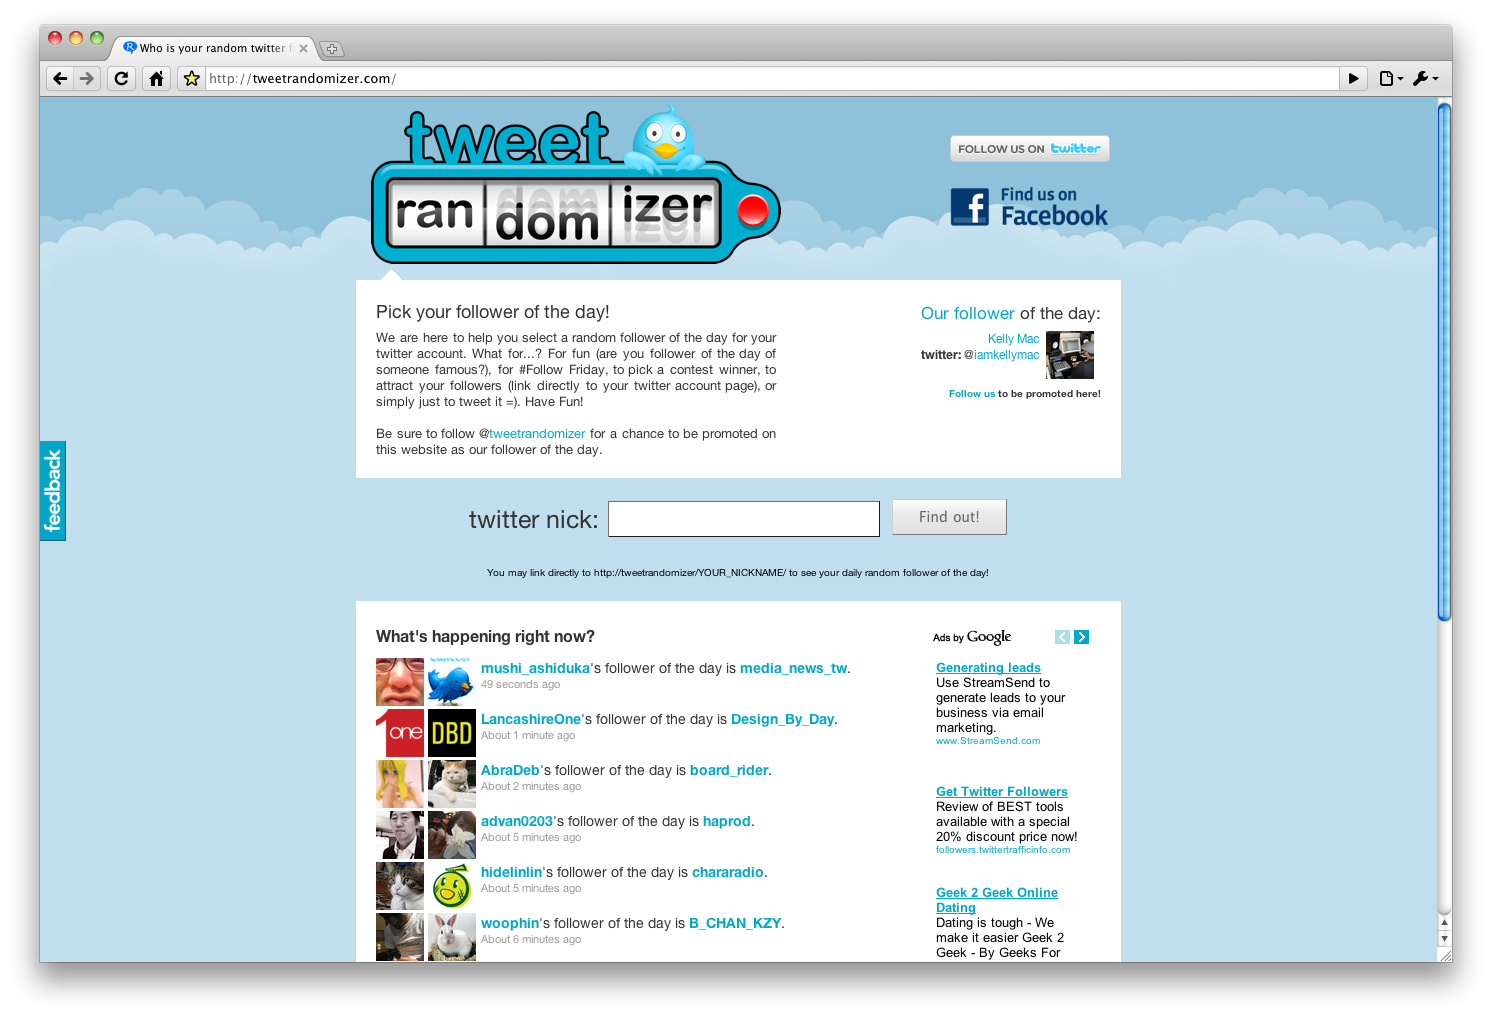 Who is your random twitter f
http://tweetrandomizer.com/
tweet
ran dom izer
FOLLOW US ON twitter
Find us on
Facebook
Pick your follower of the day!
We are here to help you select a random follower of the day for your
twitter account. What for...? For fun (are you follower of the day of
someone famous?), for #Follow Friday, to pick a contest winner, to
attract your followers (link directly to your twitter account page), or
simply just to tweet it =). Have Fun!
Be sure to follow @tweetrandomizer for a chance to be promoted on
this website as our follower of the day.
Our follower of the day:
Kelly Mac
twitter: @iamkellymac
Follow us to be promoted here!
feedback
twitter nick:
Find out!
You may link directly to http://tweetrandomizer/YOUR_NICKNAME/ to see your daily random follower of the day!
What's happening right now?
mushi_ashiduka's follower of the day is media_news_tw.
49 seconds ago
one
DBD
LancashireOne's follower of the day is Design_By_Day.
About 1 minute ago
AbraDeb's follower of the day is board_rider.
About 2 minutes ago
advan0203's follower of the day is haprod.
About 5 minutes ago
hidelinlin's follower of the day is chararadio.
About 5 minutes ago
woophin's follower of the day is B_CHAN_KZY.
About 6 minutes ago
Ads by Google
Generating leads
Use StreamSend to
generate leads to your
business via email
marketing.
www.StreamSend.com
Get Twitter Followers
Review of BEST tools
available with a special
20% discount price now!
followers.twittertrafficinfo.com
Geek 2 Geek Online
Dating
Dating is tough - We
make it easier Geek 2
Geek - By Geeks For